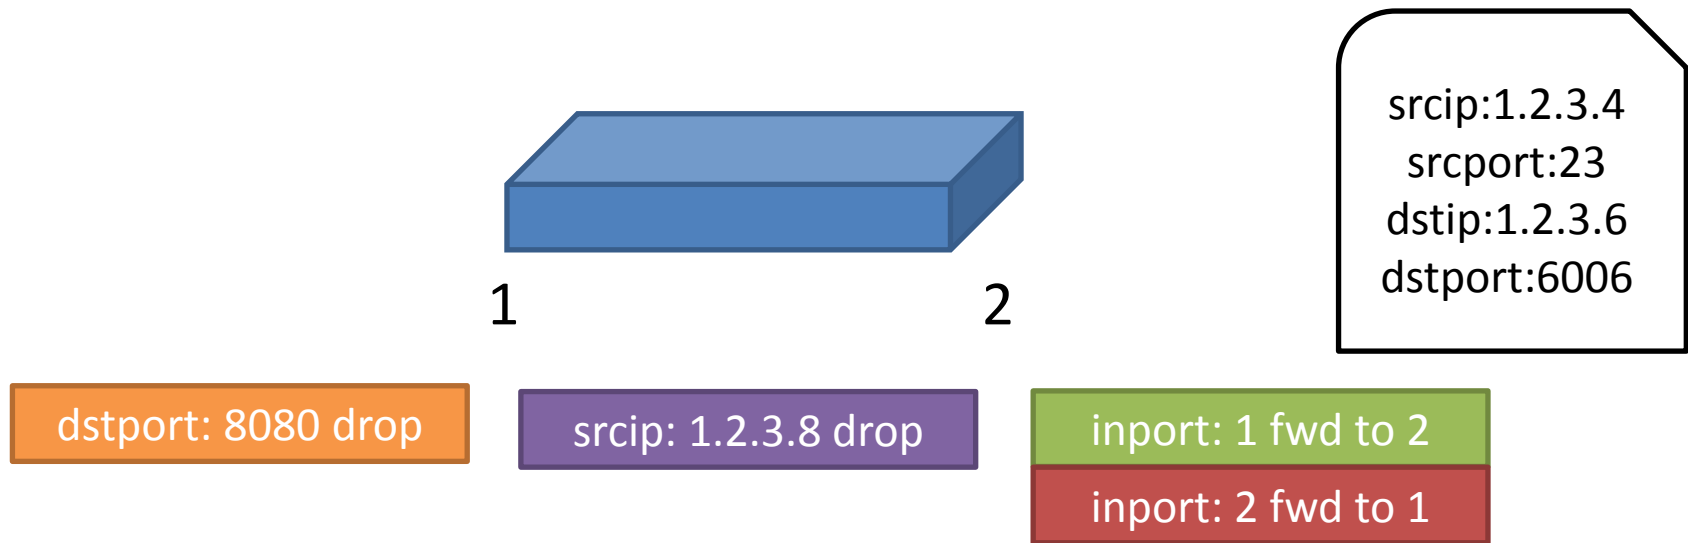 srcip:1.2.3.4
srcport:23
dstip:1.2.3.6
dstport:6006
1
2
dstport: 8080 drop
srcip: 1.2.3.8 drop
inport: 1 fwd to 2
inport: 2 fwd to 1